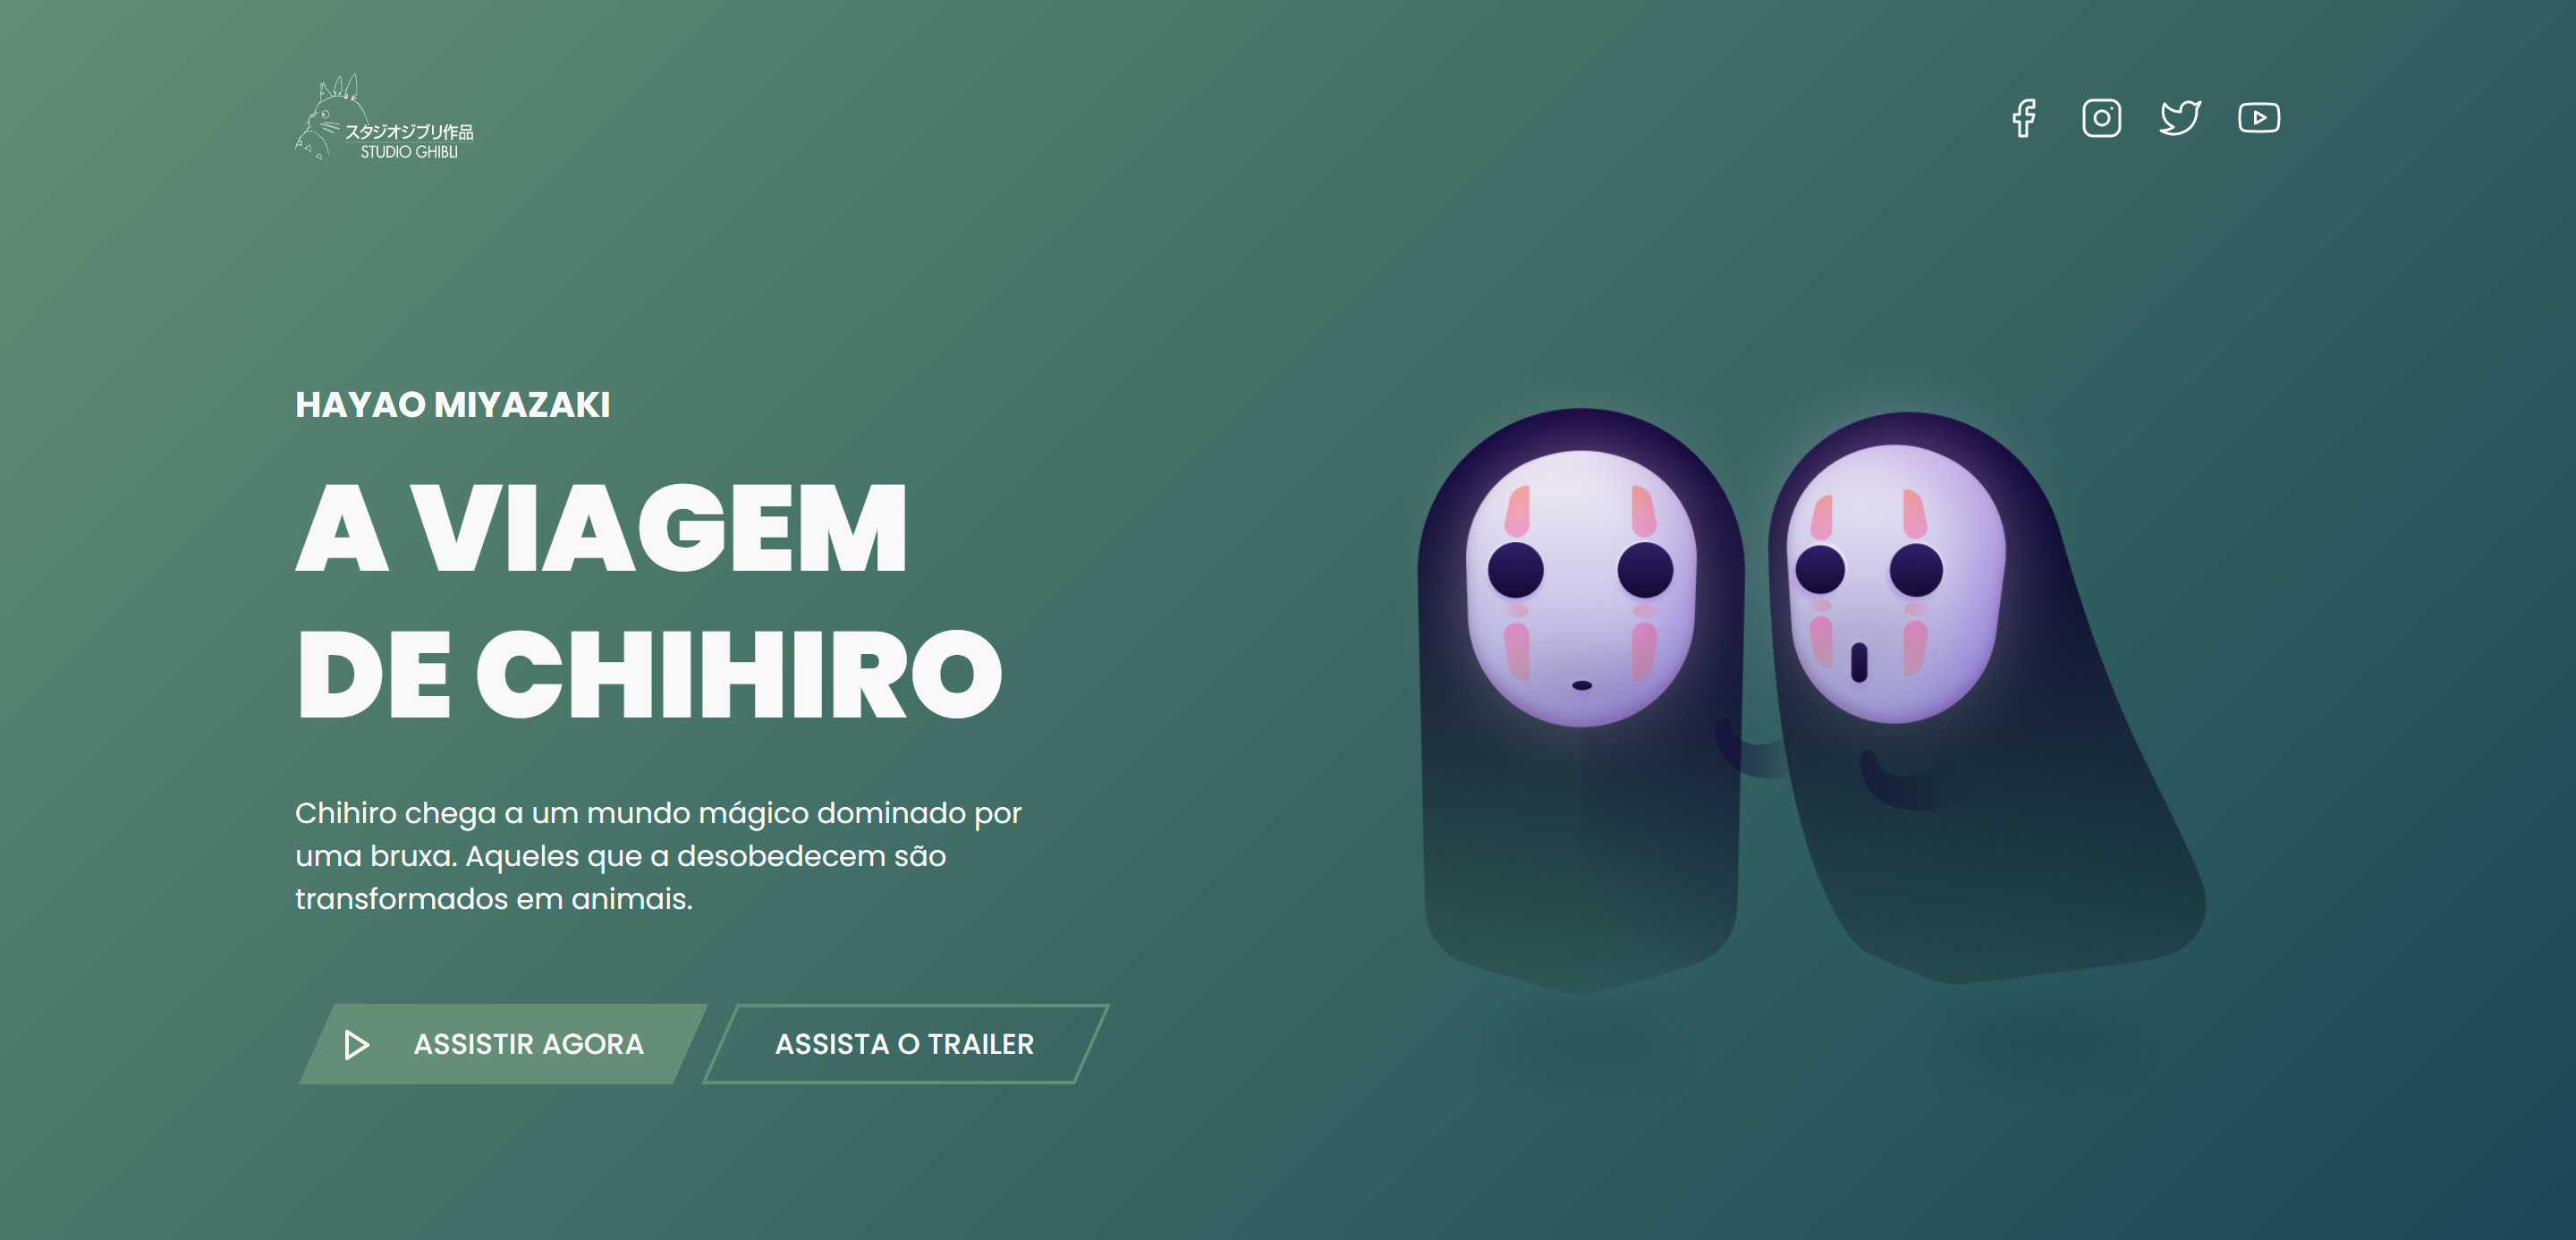 スタジオジブリ作品
STUDIO GHIBLI
HAYAO MIYAZAKI
A VIAGEM
DE CHIHIRO
Chihiro chega a um mundo mágico dominado por
uma bruxa. Aqueles que a desobedecem são
transformados em animais.
ASSISTIR AGORA
ASSISTA O TRAILER